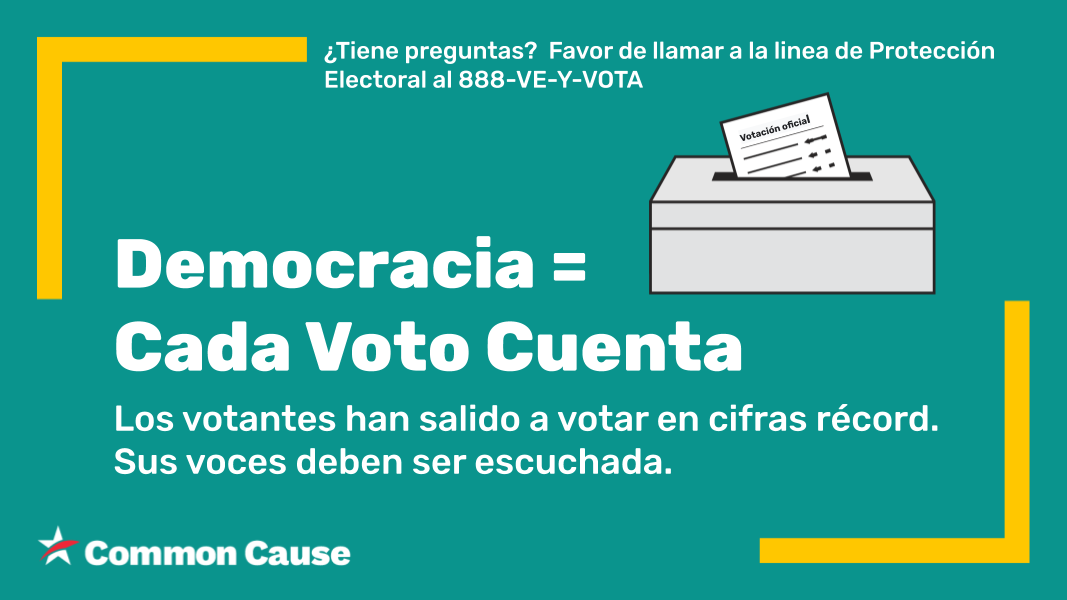 ¿Tiene preguntas?  Favor de llamar a la linea de Protección
Electoral al 888-VE-Y-VOTA
Votación oficial
Democracia =
Cada Voto Cuenta
Los votantes han salido a votar en cifras récord.
Sus voces deben ser escuchada.
Common Cause